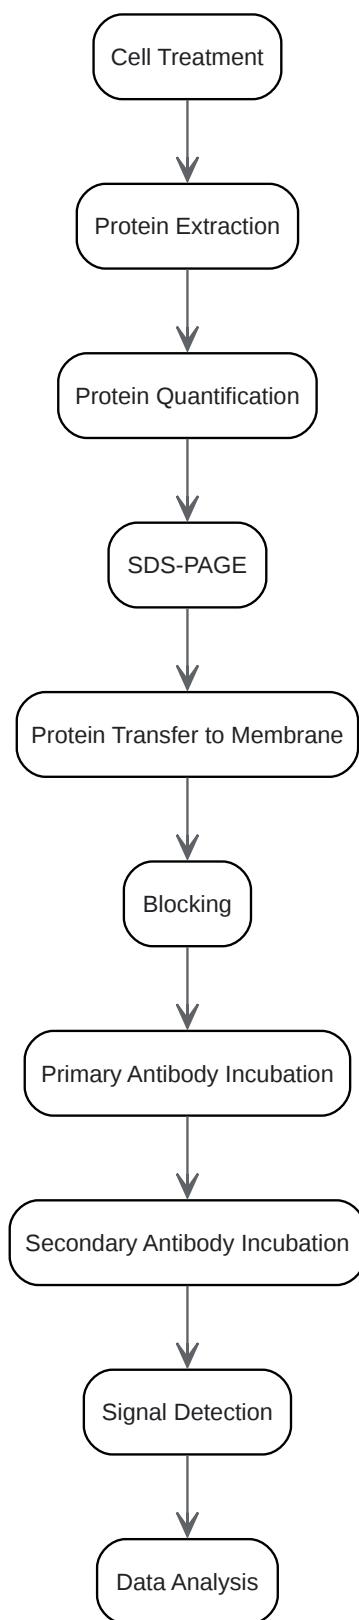 Cell Treatment
Protein Extraction
Protein Quantification
SDS-PAGE
Protein Transfer to Membrane
Blocking
Primary Antibody Incubation
Secondary Antibody Incubation
Signal Detection
Data Analysis